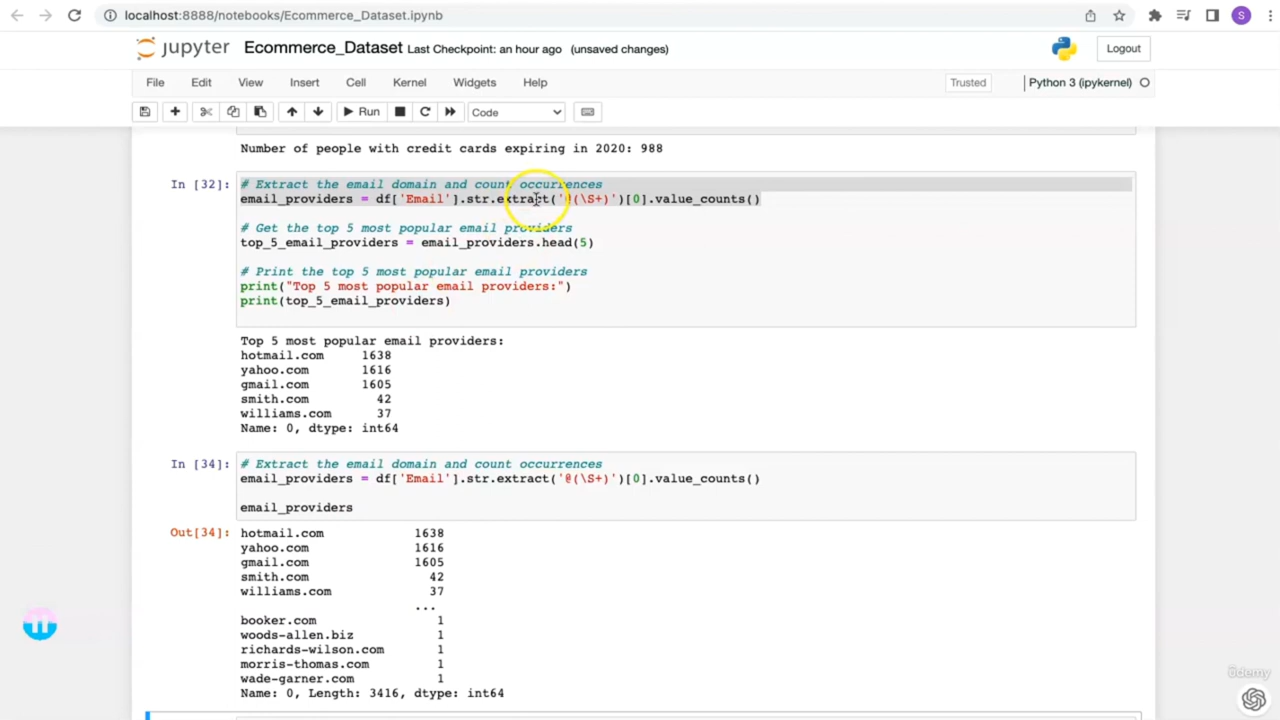 localhost:8888/notebooks/Ecommerce_Dataset.ipynb
S
jupyter Ecommerce_Dataset Last Checkpoint: an hour ago (unsaved changes)
Logout
File Edit View Insert Cell Kernel Widgets Help
Trusted
Python 3 (ipykernel)
Run
Code
Number of people with credit cards expiring in 2020: 988
In [32]:
# Extract the email domain and count occurrences
email_providers = df['Email'].str.extract('@(\S+)')[0].value_counts()
# Get the top 5 most popular email providers
top_5_email_providers = email_providers.head(5)
# Print the top 5 most popular email providers
print("Top 5 most popular email providers:")
print(top_5_email_providers)
Top 5 most popular email providers:
hotmail.com 1638
yahoo.com 1616
gmail.com 1605
smith.com 42
williams.com 37
Name: 0, dtype: int64
In [34]:
# Extract the email domain and count occurrences
email_providers = df['Email'].str.extract('@(\S+)')[0].value_counts()
email_providers
Out[34]:
hotmail.com 1638
yahoo.com 1616
gmail.com 1605
smith.com 42
williams.com 37
...
booker.com 1
woods-allen.biz 1
richards-wilson.com 1
morris-thomas.com 1
wade-garner.com 1
Name: 0, Length: 3416, dtype: int64
ûdemy